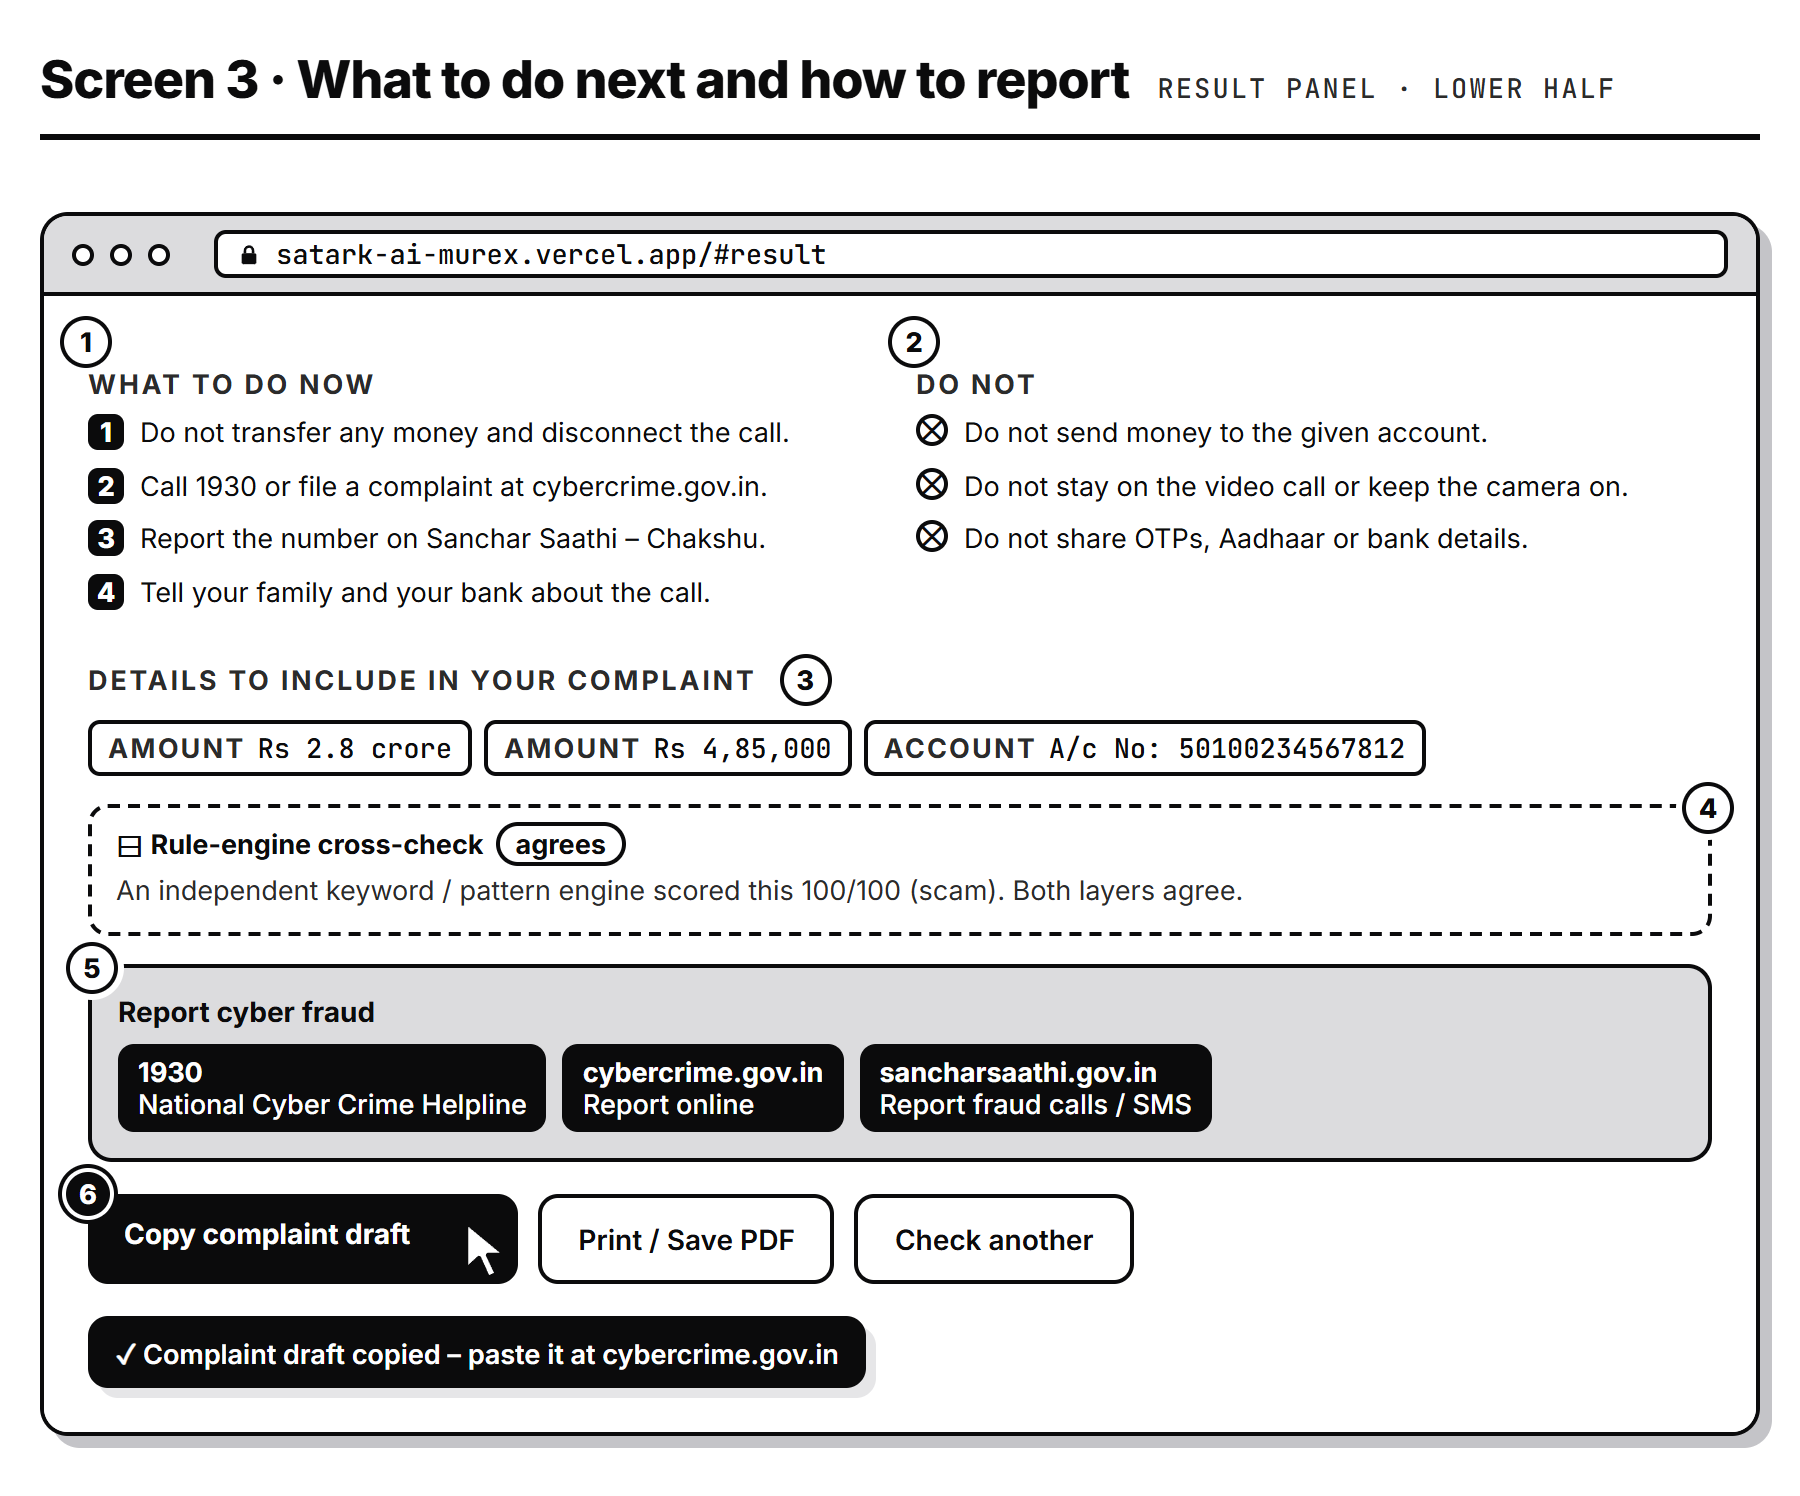 Screen 3 · What to do next and how to report RESULT PANEL · LOWER HALF
satark-ai-murex.vercel.app/#result
1
WHAT TO DO NOW
1 Do not transfer any money and disconnect the call.
2 Call 1930 or file a complaint at cybercrime.gov.in.
3 Report the number on Sanchar Saathi – Chakshu.
4 Tell your family and your bank about the call.
2
DO NOT
Do not send money to the given account.
Do not stay on the video call or keep the camera on.
Do not share OTPs, Aadhaar or bank details.
DETAILS TO INCLUDE IN YOUR COMPLAINT 3
AMOUNT Rs 2.8 crore AMOUNT Rs 4,85,000 ACCOUNT A/c No: 50100234567812
4
Rule-engine cross-check agrees
An independent keyword / pattern engine scored this 100/100 (scam). Both layers agree.
5
Report cyber fraud
1930
National Cyber Crime Helpline
cybercrime.gov.in
Report online
sancharsaathi.gov.in
Report fraud calls / SMS
6
Copy complaint draft Print / Save PDF Check another
✓ Complaint draft copied – paste it at cybercrime.gov.in